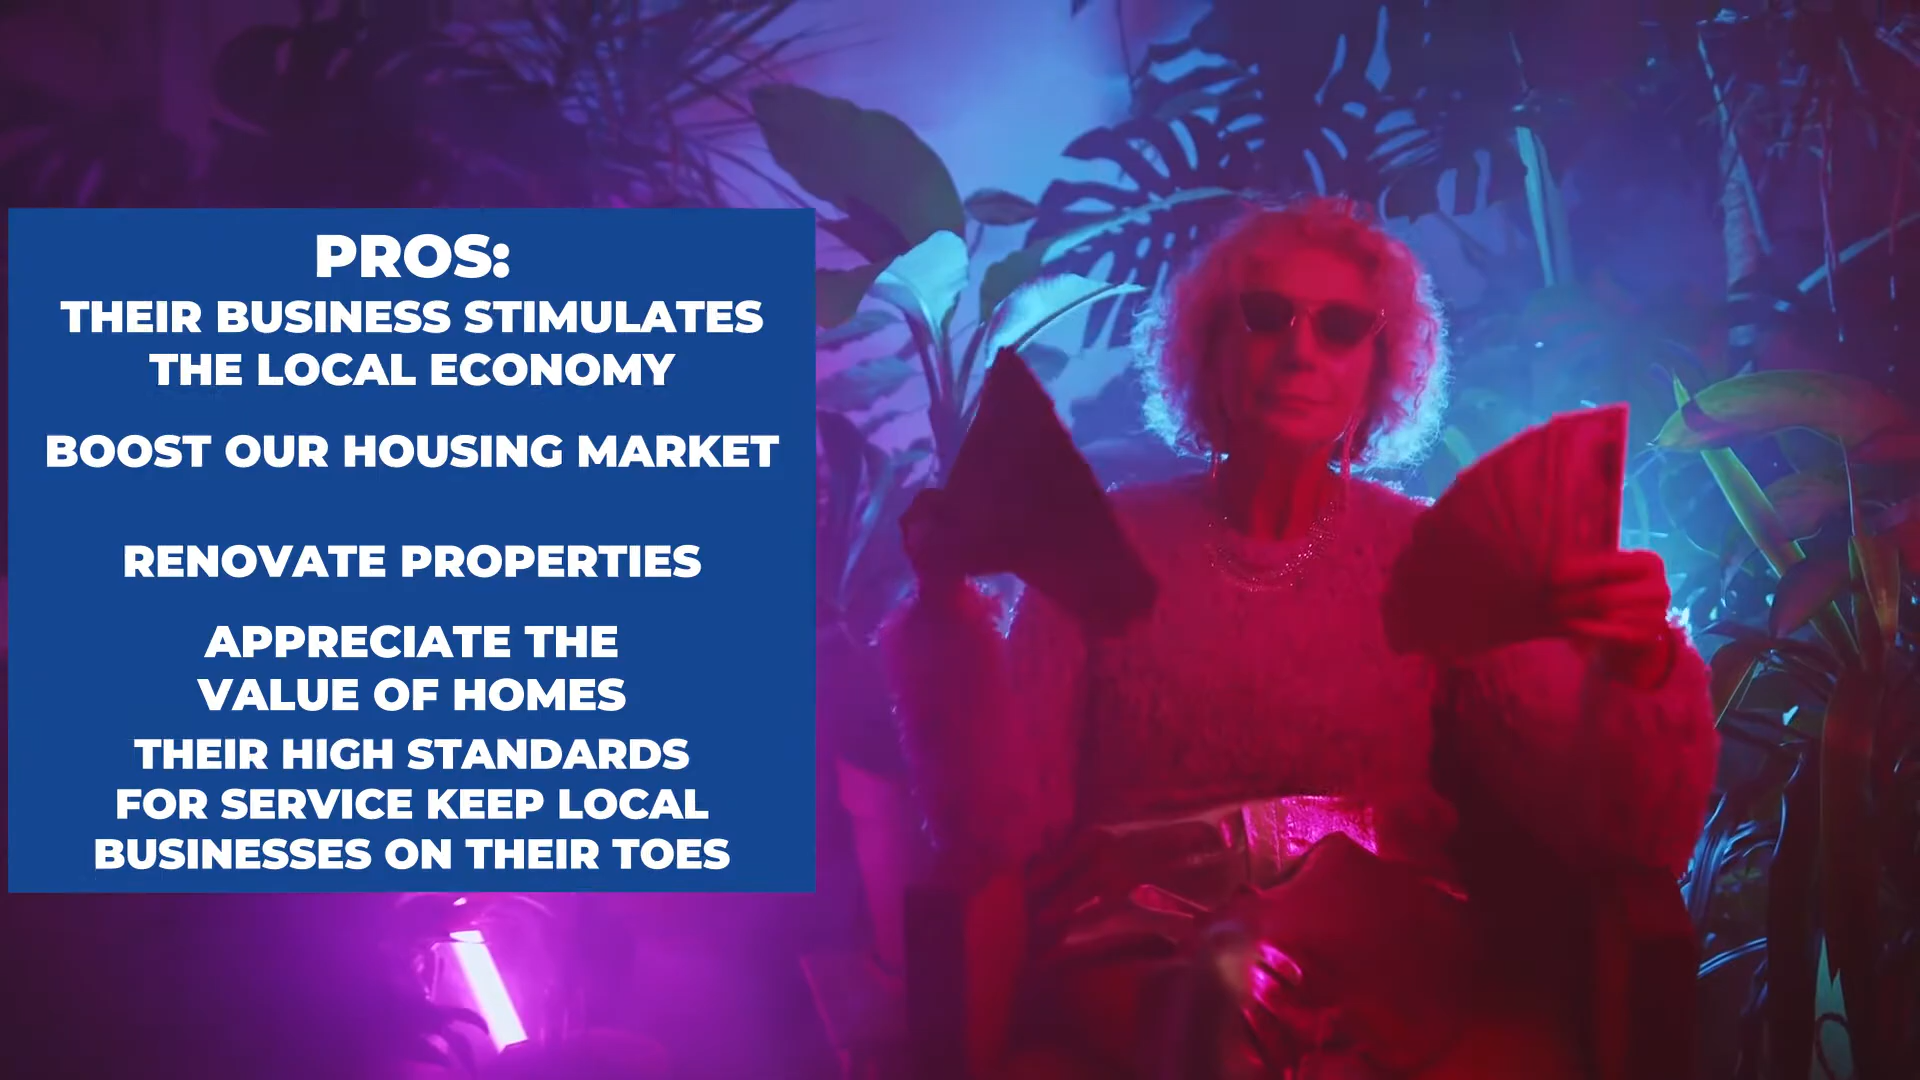 PROS:
THEIR BUSINESS STIMULATES
THE LOCAL ECONOMY
BOOST OUR HOUSING MARKET
RENOVATE PROPERTIES
APPRECIATE THE
VALUE OF HOMES
THEIR HIGH STANDARDS
FOR SERVICE KEEP LOCAL
BUSINESSES ON THEIR TOES